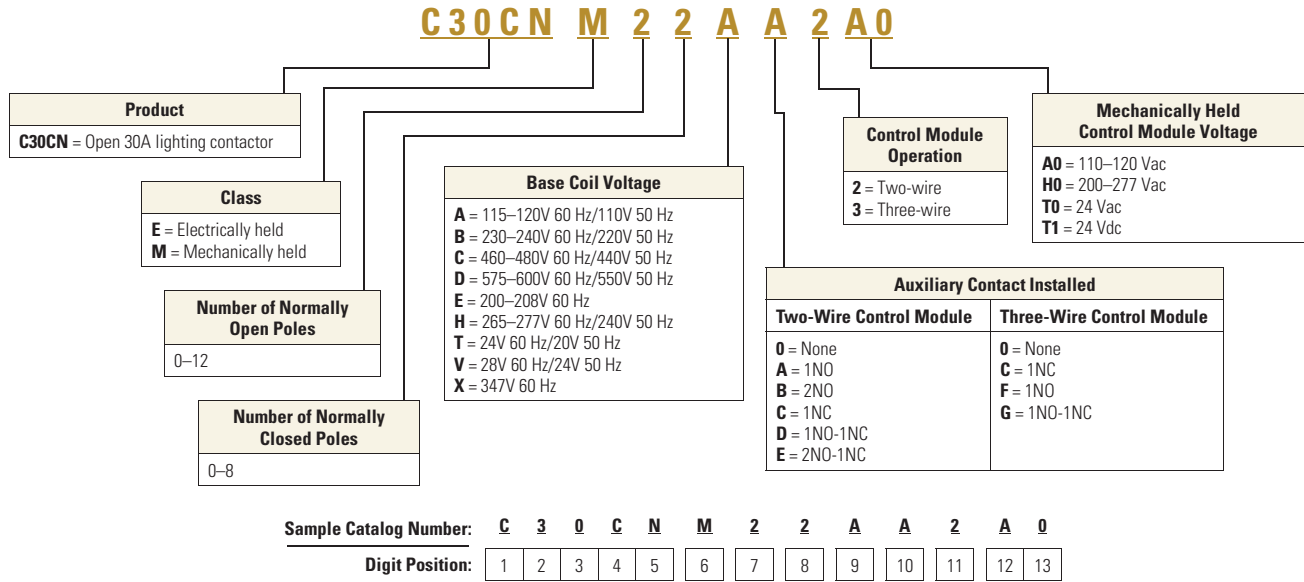 C30CN M 2 2 A A 2 A0
Product
C30CN = Open 30A lighting contactor
Class
E = Electrically held
M = Mechanically held
Number of Normally
Open Poles
0–12
Number of Normally
Closed Poles
0–8
Base Coil Voltage
A = 115–120V 60 Hz/110V 50 Hz
B = 230–240V 60 Hz/220V 50 Hz
C = 460–480V 60 Hz/440V 50 Hz
D = 575–600V 60 Hz/550V 50 Hz
E = 200–208V 60 Hz
H = 265–277V 60 Hz/240V 50 Hz
T = 24V 60 Hz/20V 50 Hz
V = 28V 60 Hz/24V 50 Hz
X = 347V 60 Hz
Control Module
Operation
2 = Two-wire
3 = Three-wire
Mechanically Held
Control Module Voltage
A0 = 110–120 Vac
H0 = 200–277 Vac
T0 = 24 Vac
T1 = 24 Vdc
Auxiliary Contact Installed
Two-Wire Control Module
0 = None
A = 1NO
B = 2NO
C = 1NC
D = 1NO-1NC
E = 2NO-1NC
Three-Wire Control Module
0 = None
C = 1NC
F = 1NO
G = 1NO-1NC
Sample Catalog Number: C 3 0 C N M 2 2 A A 2 A 0
Digit Position: 1 2 3 4 5 6 7 8 9 10 11 12 13